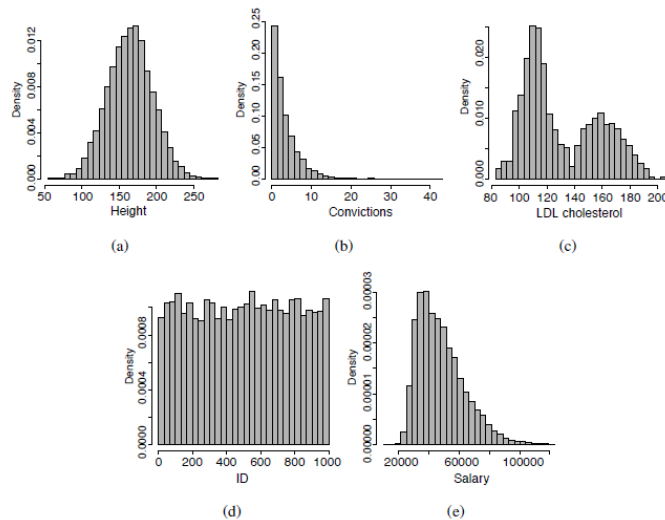 0.000 0.004 0.008 0.012
Density
50 100 150 200 250
Height
(a)
0.00 0.05 0.10 0.15 0.20 0.25
Density
0 10 20 30 40
Convictions
(b)
0.000 0.010 0.020
Density
80 100 120 140 160 180
LDL cholesterol
(c)
0.0000 0.0004 0.0008
Density
0 200 400 600 800 1000
ID
(d)
0.00000 0.00001 0.00002 0.00003
Density
20000 60000 100000
Salary
(e)